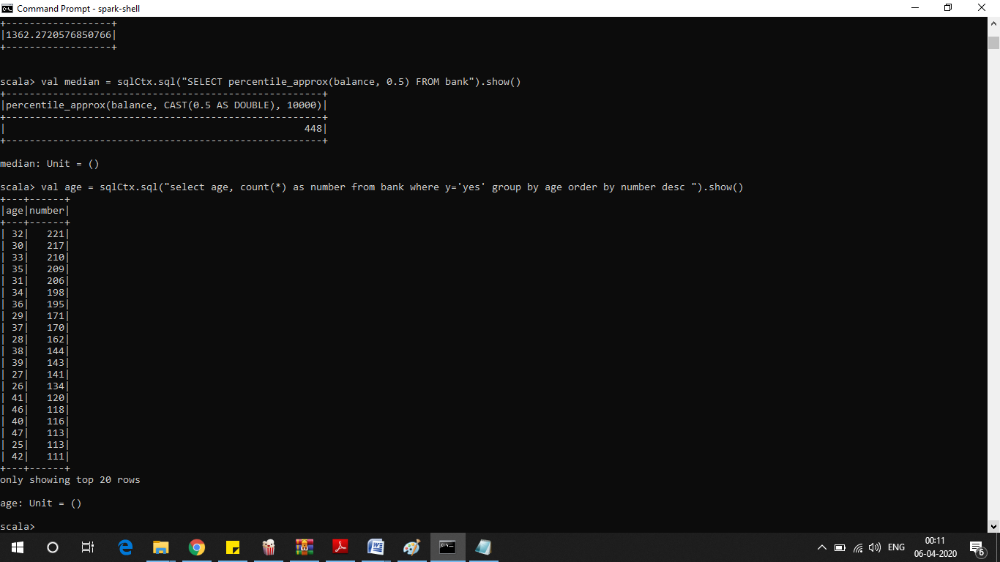 Command Prompt - spark-shell
+------------------+
|1362.2720576850766|
+------------------+
scala> val median = sqlCtx.sql("SELECT percentile_approx(balance, 0.5) FROM bank").show()
+------------------------------------------------------+
|percentile_approx(balance, CAST(0.5 AS DOUBLE), 10000)|
+------------------------------------------------------+
|                                                   448|
+------------------------------------------------------+
median: Unit = ()
scala> val age = sqlCtx.sql("select age, count(*) as number from bank where y='yes' group by age order by number desc ").show()
+---+------+
|age|number|
+---+------+
| 32|   221|
| 30|   217|
| 33|   210|
| 35|   209|
| 31|   206|
| 34|   198|
| 36|   195|
| 29|   171|
| 37|   170|
| 28|   162|
| 38|   144|
| 39|   143|
| 27|   141|
| 26|   134|
| 41|   120|
| 46|   118|
| 40|   116|
| 47|   113|
| 25|   113|
| 42|   111|
+---+------+
only showing top 20 rows
age: Unit = ()
scala>
ENG
00:11
06-04-2020
6